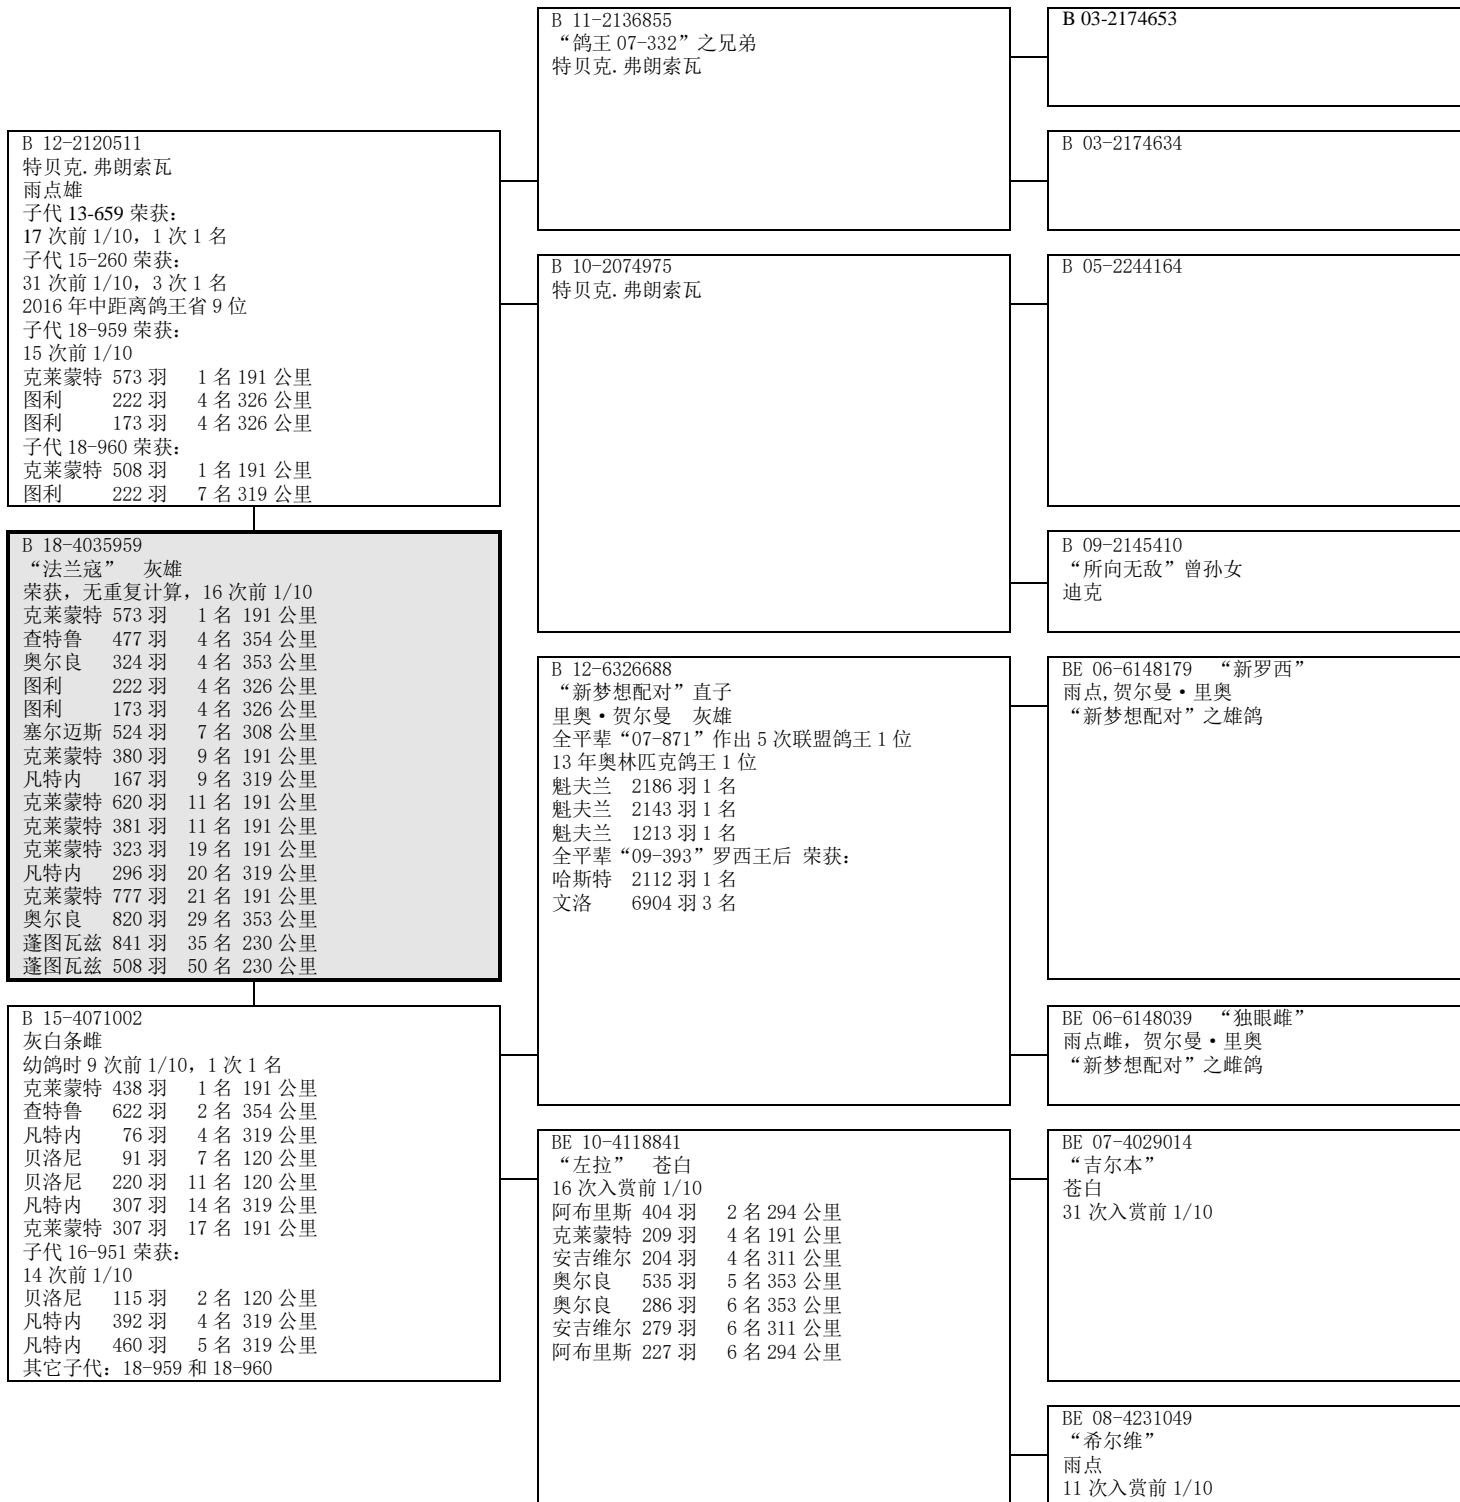 B 11-2136855
“鸽王 07-332”之兄弟
特贝克.弗朗索瓦
B 03-2174653
B 12-2120511
特贝克.弗朗索瓦
雨点雄
子代 13-659 荣获：
17 次前 1/10，1 次 1 名
子代 15-260 荣获：
31 次前 1/10，3 次 1 名
2016 年中距离鸽王省 9 位
子代 18-959 荣获：
15 次前 1/10
克莱蒙特 573 羽 1 名 191 公里
图利 222 羽 4 名 326 公里
图利 173 羽 4 名 326 公里
子代 18-960 荣获：
克莱蒙特 508 羽 1 名 191 公里
图利 222 羽 7 名 319 公里
B 03-2174634
B 10-2074975
特贝克.弗朗索瓦
B 05-2244164
B 18-4035959
“法兰寇” 灰雄
荣获，无重复计算，16 次前 1/10
克莱蒙特 573 羽 1 名 191 公里
查特鲁 477 羽 4 名 354 公里
奥尔良 324 羽 4 名 353 公里
图利 222 羽 4 名 326 公里
图利 173 羽 4 名 326 公里
塞尔迈斯 524 羽 7 名 308 公里
克莱蒙特 380 羽 9 名 191 公里
凡特内 167 羽 9 名 319 公里
克莱蒙特 620 羽 11 名 191 公里
克莱蒙特 381 羽 11 名 191 公里
克莱蒙特 323 羽 19 名 191 公里
凡特内 296 羽 20 名 319 公里
克莱蒙特 777 羽 21 名 191 公里
奥尔良 820 羽 29 名 353 公里
蓬图瓦兹 841 羽 35 名 230 公里
蓬图瓦兹 508 羽 50 名 230 公里
B 09-2145410
“所向无敌”曾孙女
迪克
B 12-6326688
“新梦想配对”直子
里奥•贺尔曼 灰雄
全平辈“07-871”作出 5 次联盟鸽王 1 位
13 年奥林匹克鸽王 1 位
魁夫兰 2186 羽 1 名
魁夫兰 2143 羽 1 名
魁夫兰 1213 羽 1 名
全平辈“09-393”罗西王后 荣获：
哈斯特 2112 羽 1 名
文洛 6904 羽 3 名
BE 06-6148179 “新罗西”
雨点,贺尔曼•里奥
“新梦想配对”之雄鸽
B 15-4071002
灰白条雌
幼鸽时 9 次前 1/10，1 次 1 名
克莱蒙特 438 羽 1 名 191 公里
查特鲁 622 羽 2 名 354 公里
凡特内 76 羽 4 名 319 公里
贝洛尼 91 羽 7 名 120 公里
贝洛尼 220 羽 11 名 120 公里
凡特内 307 羽 14 名 319 公里
克莱蒙特 307 羽 17 名 191 公里
子代 16-951 荣获：
14 次前 1/10
贝洛尼 115 羽 2 名 120 公里
凡特内 392 羽 4 名 319 公里
凡特内 460 羽 5 名 319 公里
其它子代：18-959 和 18-960
BE 06-6148039 “独眼雌”
雨点雌，贺尔曼•里奥
“新梦想配对”之雌鸽
BE 10-4118841
“左拉” 苍白
16 次入赏前 1/10
阿布里斯 404 羽 2 名 294 公里
克莱蒙特 209 羽 4 名 191 公里
安吉维尔 204 羽 4 名 311 公里
奥尔良 535 羽 5 名 353 公里
奥尔良 286 羽 6 名 353 公里
安吉维尔 279 羽 6 名 311 公里
阿布里斯 227 羽 6 名 294 公里
BE 07-4029014
“吉尔本”
苍白
31 次入赏前 1/10
BE 08-4231049
“希尔维”
雨点
11 次入赏前 1/10